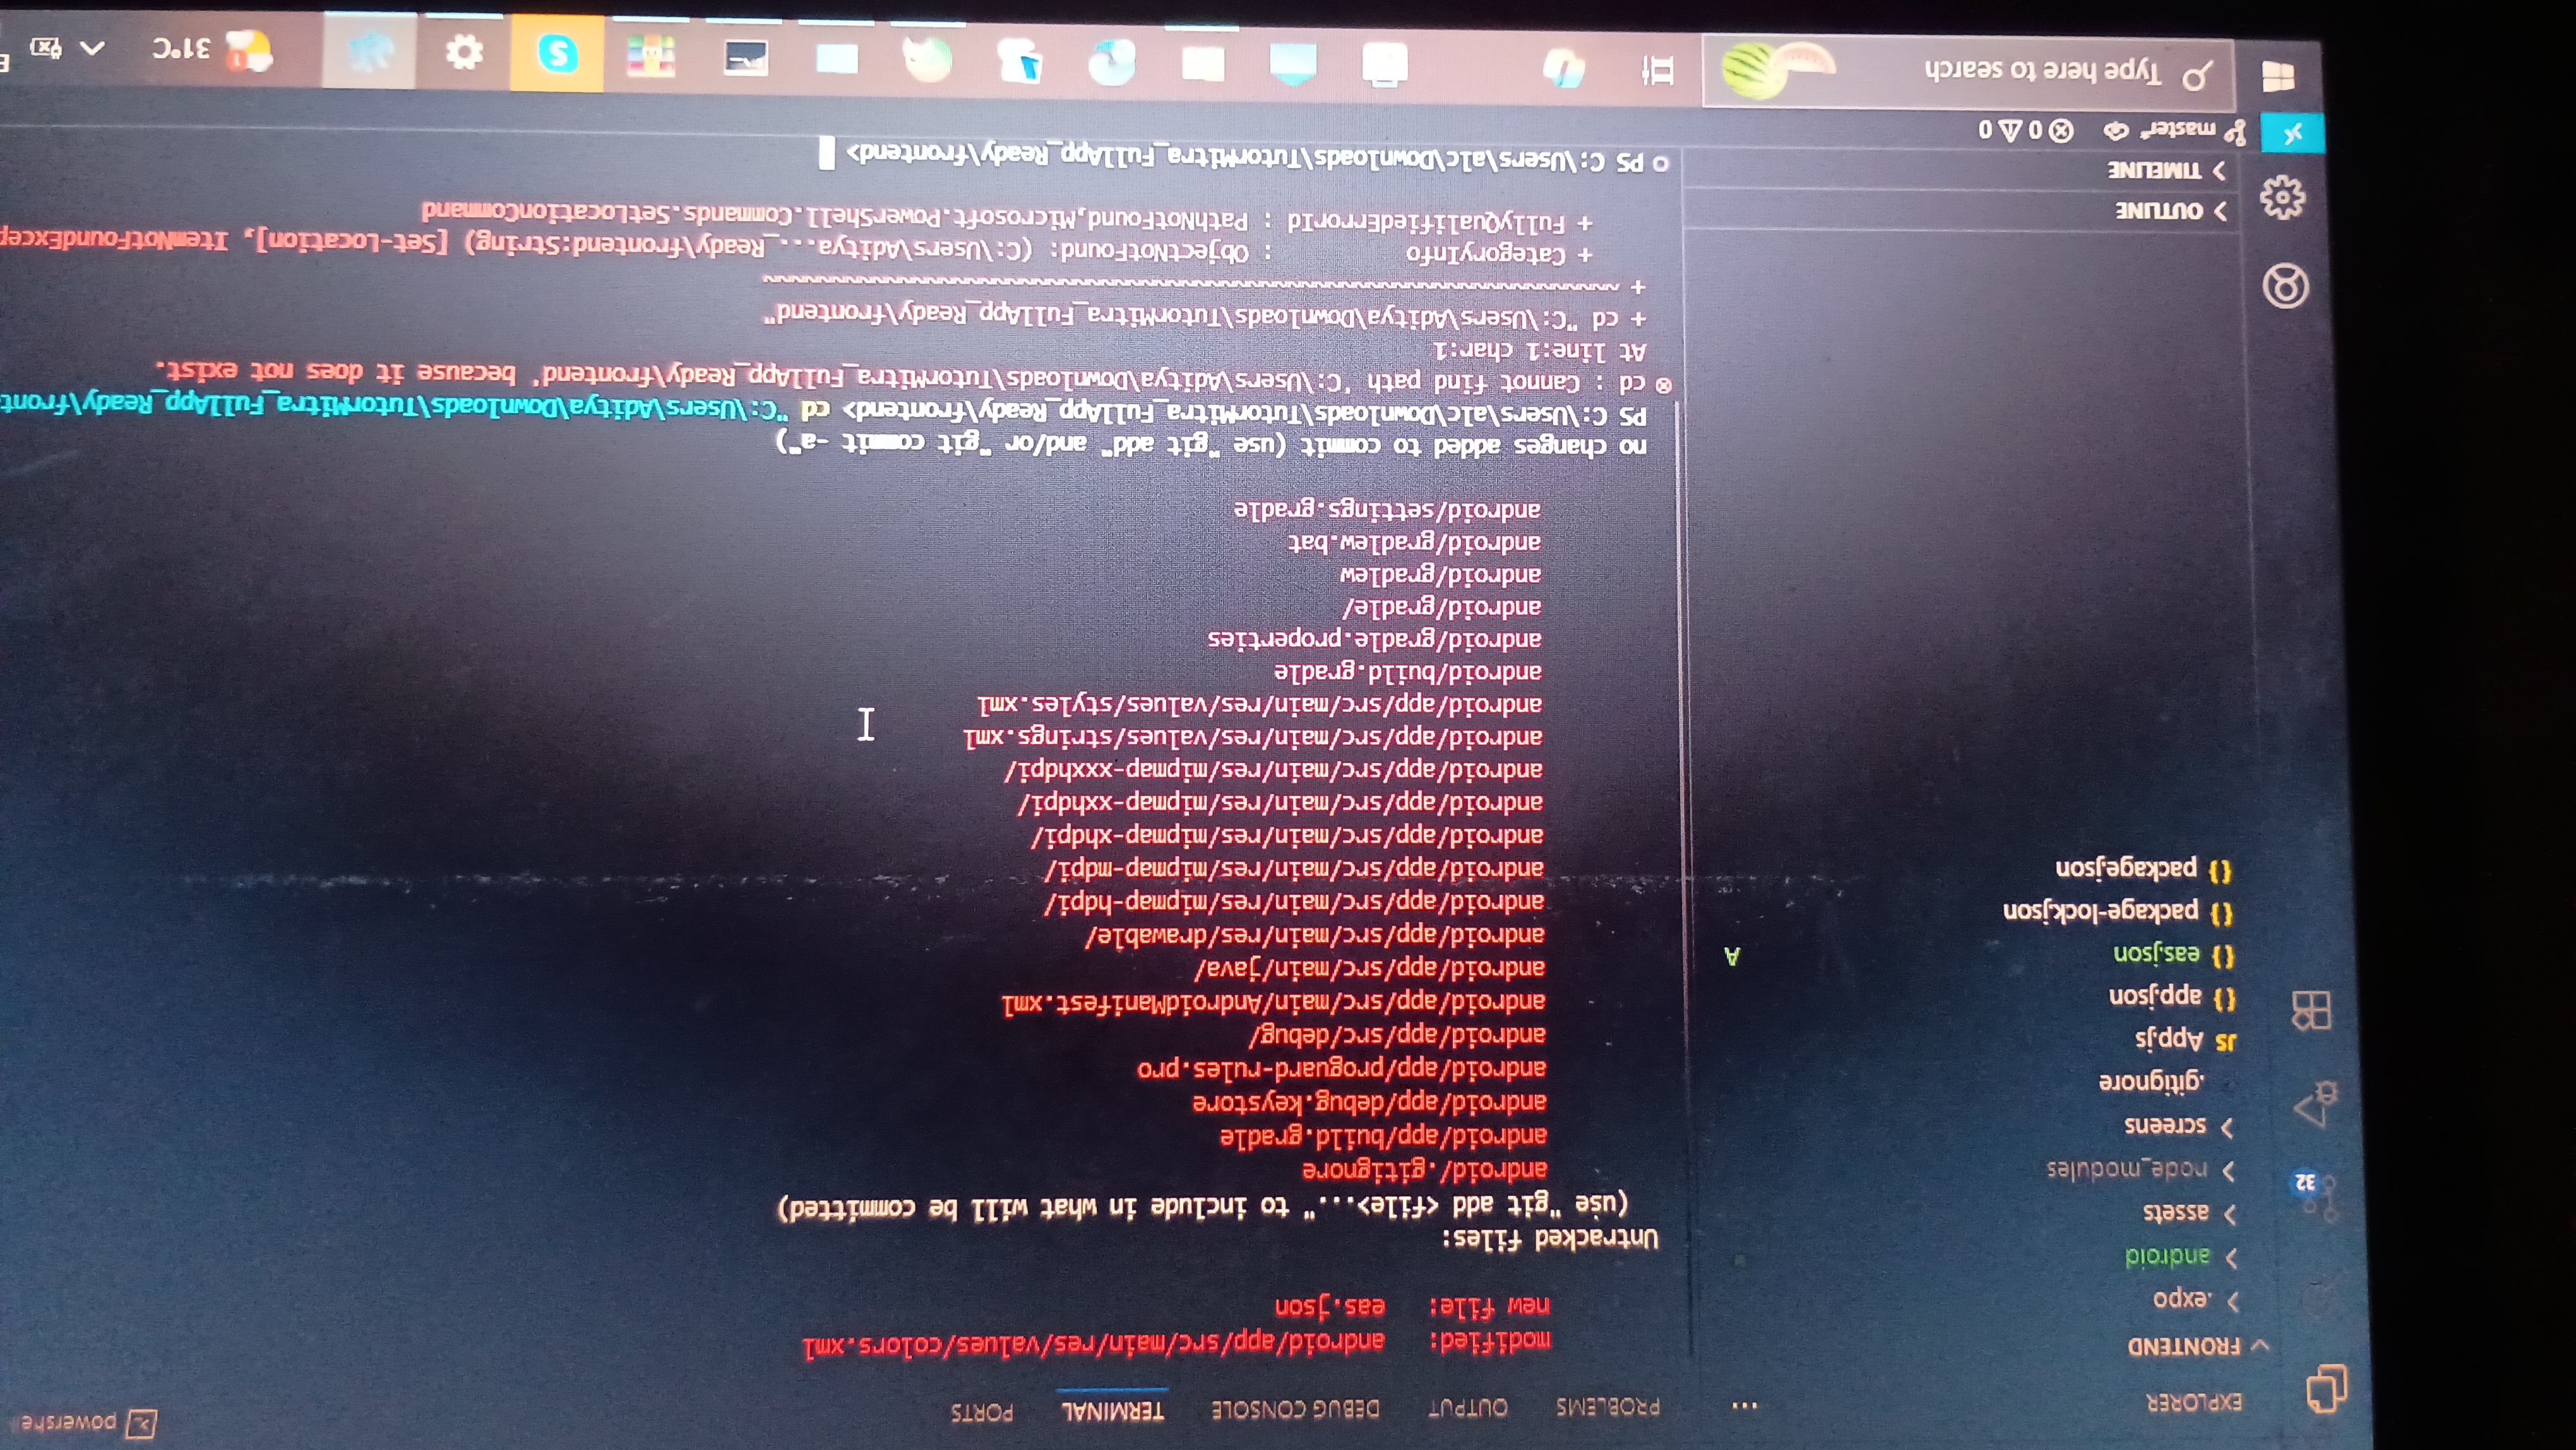 EXPLORER
...
FRONTEND
.expo
android
assets
node_modules
screens
.gitignore
JS App.js
{} app.json
{} eas.json A
{} package-lock.json
{} package.json
32
OUTLINE
TIMELINE
PROBLEMS OUTPUT DEBUG CONSOLE TERMINAL PORTS
modified: android/app/src/main/res/values/colors.xml
new file: eas.json
Untracked files:
(use "git add <file>..." to include in what will be committed)
android/.gitignore
android/app/build.gradle
android/app/debug.keystore
android/app/proguard-rules.pro
android/app/src/debug/
android/app/src/main/AndroidManifest.xml
android/app/src/main/java/
android/app/src/main/res/drawable/
android/app/src/main/res/mipmap-hdpi/
android/app/src/main/res/mipmap-mdpi/
android/app/src/main/res/mipmap-xhdpi/
android/app/src/main/res/mipmap-xxhdpi/
android/app/src/main/res/mipmap-xxxhdpi/
android/app/src/main/res/values/strings.xml
android/app/src/main/res/values/styles.xml
android/build.gradle
android/gradle.properties
android/gradle/
android/gradlew
android/gradlew.bat
android/settings.gradle
no changes added to commit (use "git add" and/or "git commit -a")
PS C:\Users\alc\Downloads\TutorMitra_FullApp_Ready\frontend> cd "C:\Users\Aditya\Downloads\TutorMitra_FullApp_Ready\front
cd : Cannot find path 'C:\Users\Aditya\Downloads\TutorMitra_FullApp_Ready\frontend' because it does not exist.
At line:1 char:1
+ cd "C:\Users\Aditya\Downloads\TutorMitra_FullApp_Ready\frontend"
+ ~~~~~~~~~~~~~~~~~~~~~~~~~~~~~~~~~~~~~~~~~~~~~~~~~~~~~~~~~~~~~~~~
+ CategoryInfo : ObjectNotFound: (C:\Users\Aditya..._Ready\frontend:String) [Set-Location], ItemNotFoundExcep
+ FullyQualifiedErrorId : PathNotFound,Microsoft.PowerShell.Commands.SetLocationCommand
PS C:\Users\alc\Downloads\TutorMitra_FullApp_Ready\frontend>
powershe
master* 0 0
Type here to search
S
1
31°C